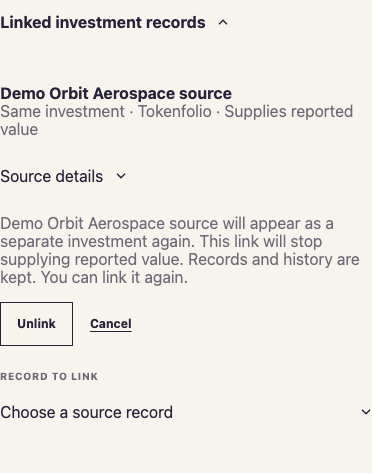 Linked investment records
Demo Orbit Aerospace source
Same investment · Tokenfolio · Supplies reported
value
Source details
Demo Orbit Aerospace source will appear as a
separate investment again. This link will stop
supplying reported value. Records and history are
kept. You can link it again.
Unlink Cancel
RECORD TO LINK
Choose a source record